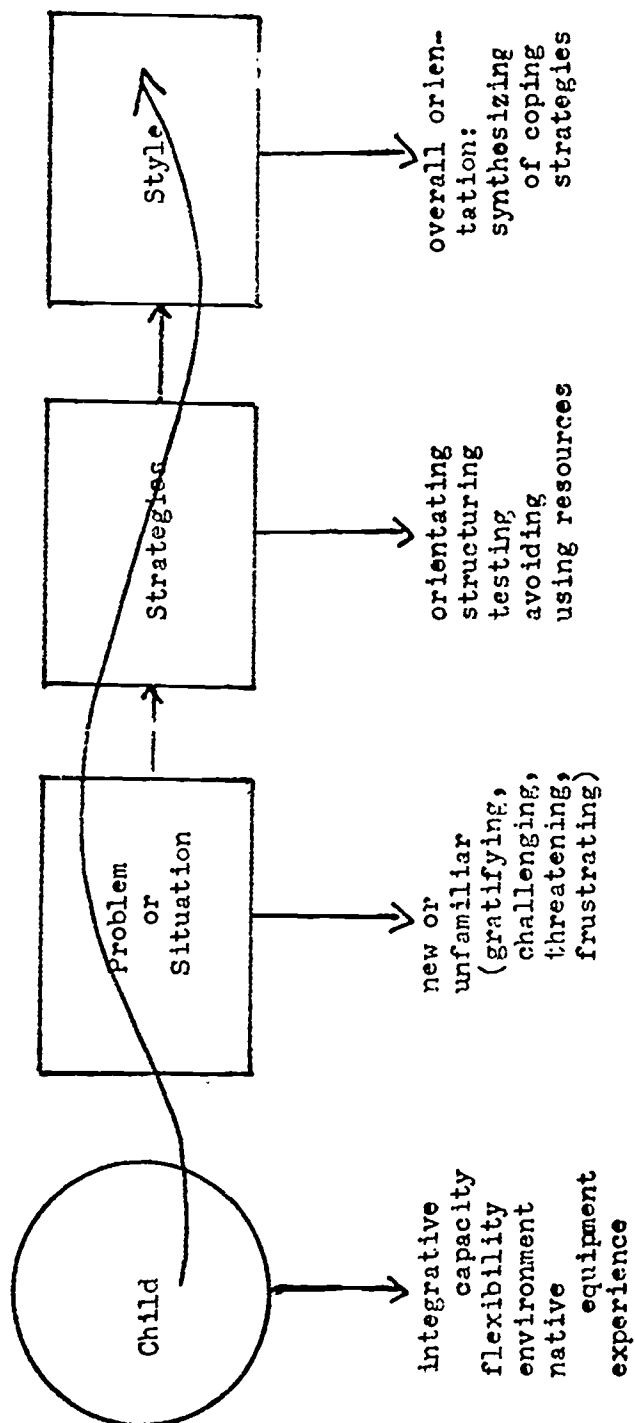 Child
Problem
or
Situation
Strategies
Style
integrative
capacity
flexibility
environment
native
equipment
experience
new or
unfamiliar
(gratifying,
challenging,
threatening,
frustrating)
orientating
structuring
testing
avoiding
using resources
overall orien-
tation:
synthesizing
of coping
strategies